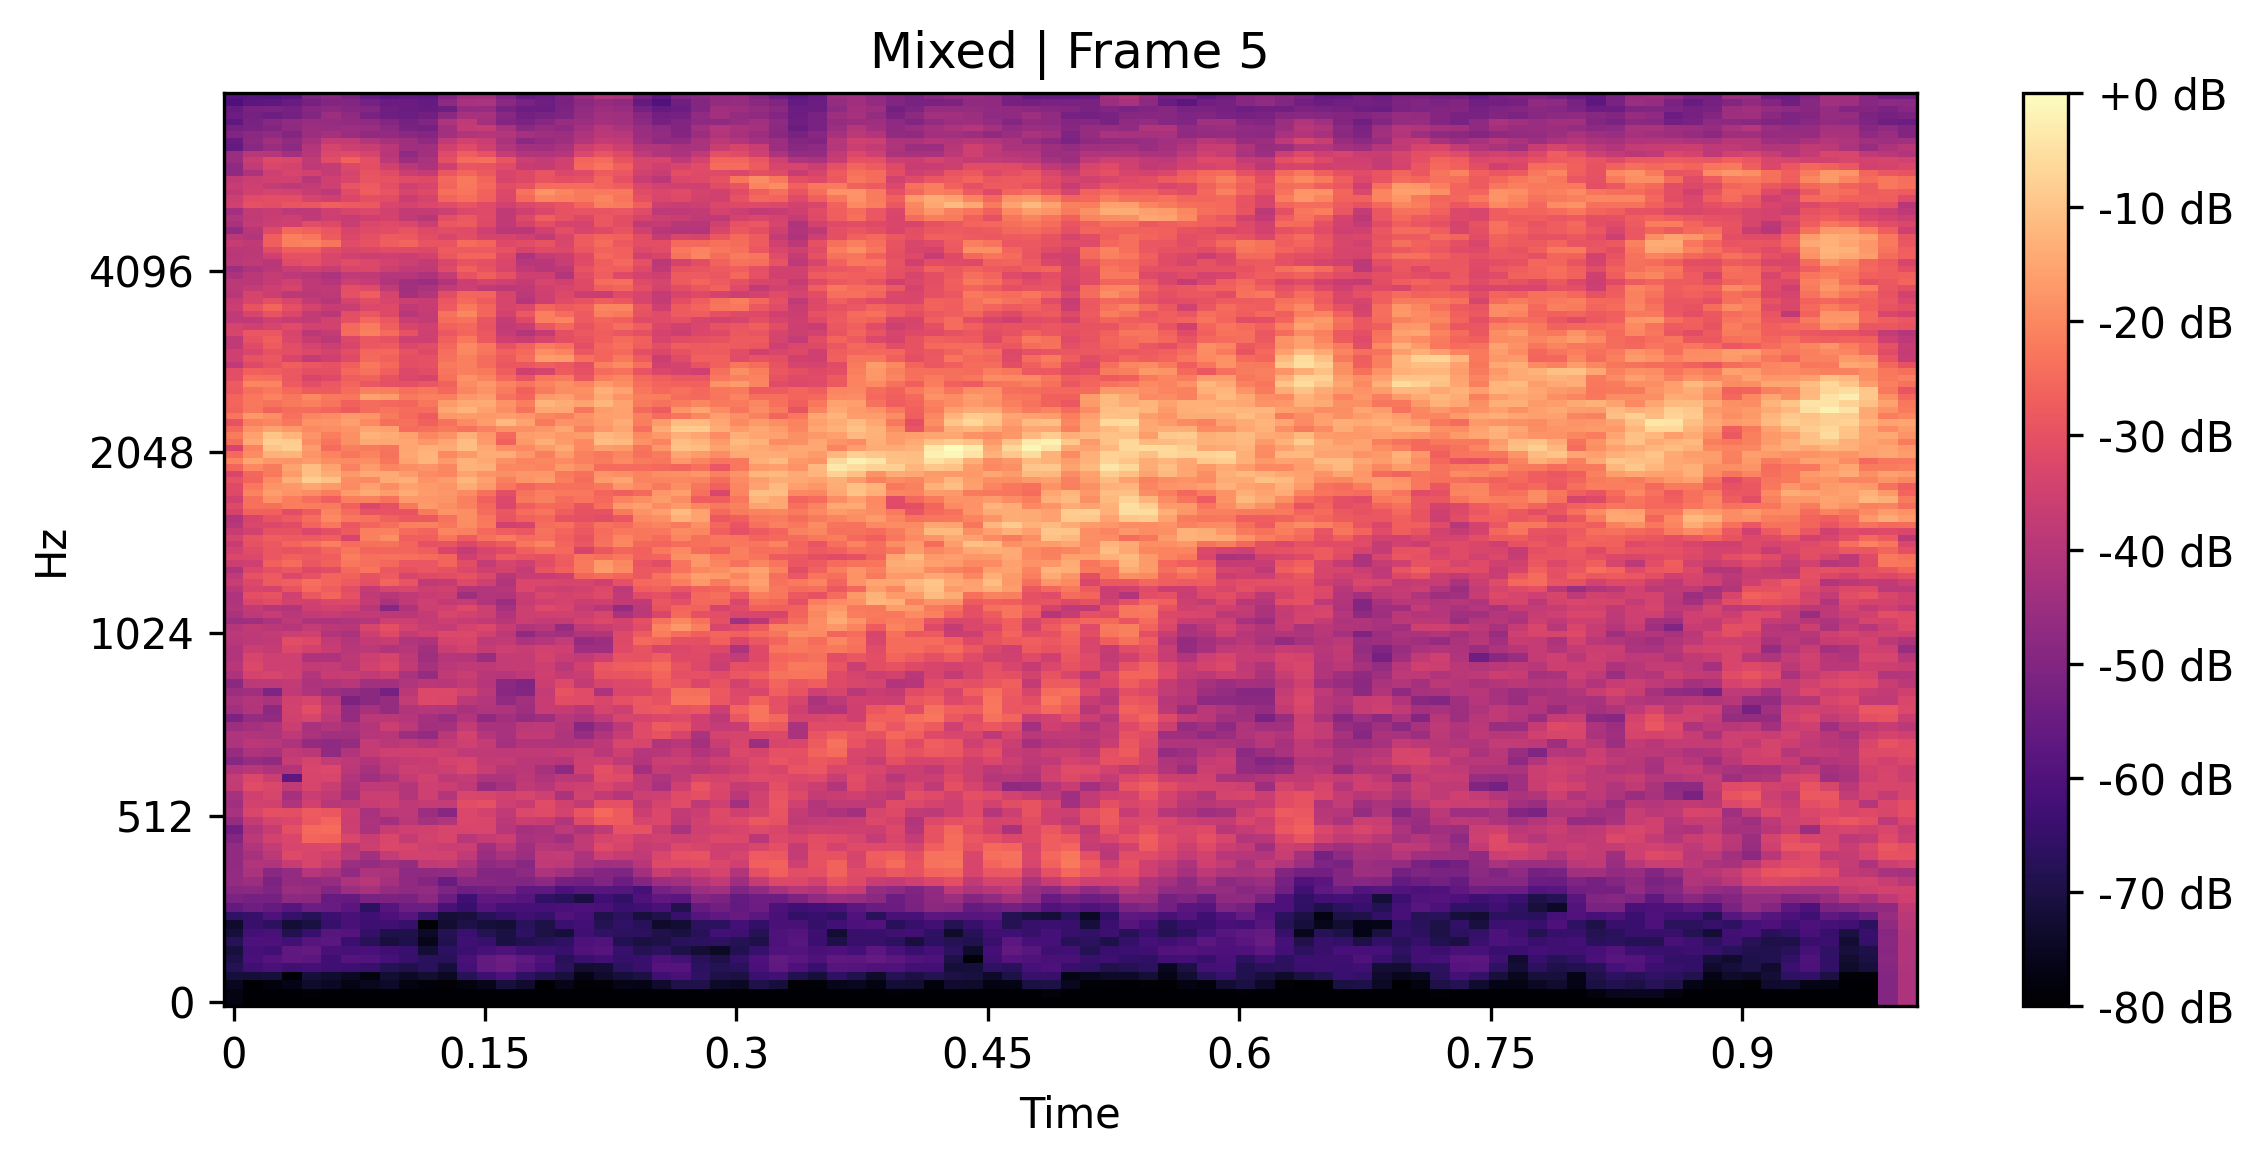 Mixed | Frame 5
Hz
4096
2048
1024
512
0
0 0.15 0.3 0.45 0.6 0.75 0.9
Time
+0 dB
-10 dB
-20 dB
-30 dB
-40 dB
-50 dB
-60 dB
-70 dB
-80 dB